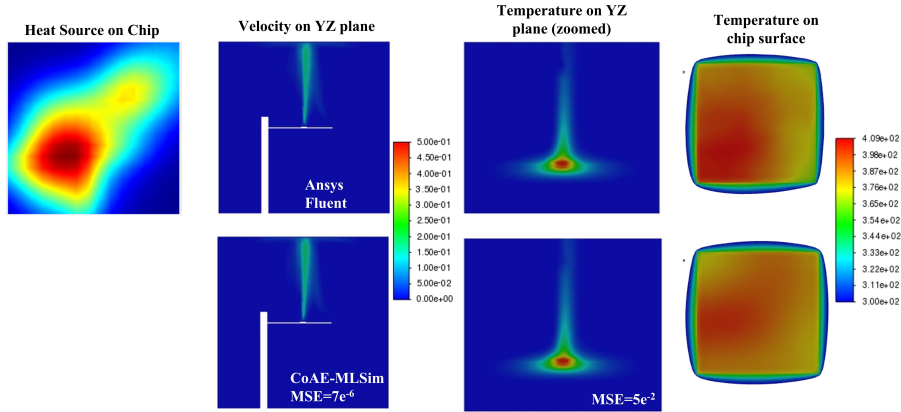 Heat Source on Chip
Velocity on YZ plane
Temperature on YZ
plane (zoomed)
Temperature on
chip surface
Ansys
Fluent
5.00e-01
4.50e-01
4.00e-01
3.50e-01
3.00e-01
2.50e-01
2.00e-01
1.50e-01
1.00e-01
5.00e-02
0.00e+00
4.09e+02
3.98e+02
3.87e+02
3.76e+02
3.65e+02
3.54e+02
3.44e+02
3.33e+02
3.22e+02
3.11e+02
3.00e+02
CoAE-MLSim
MSE=7e-6
MSE=5e-2